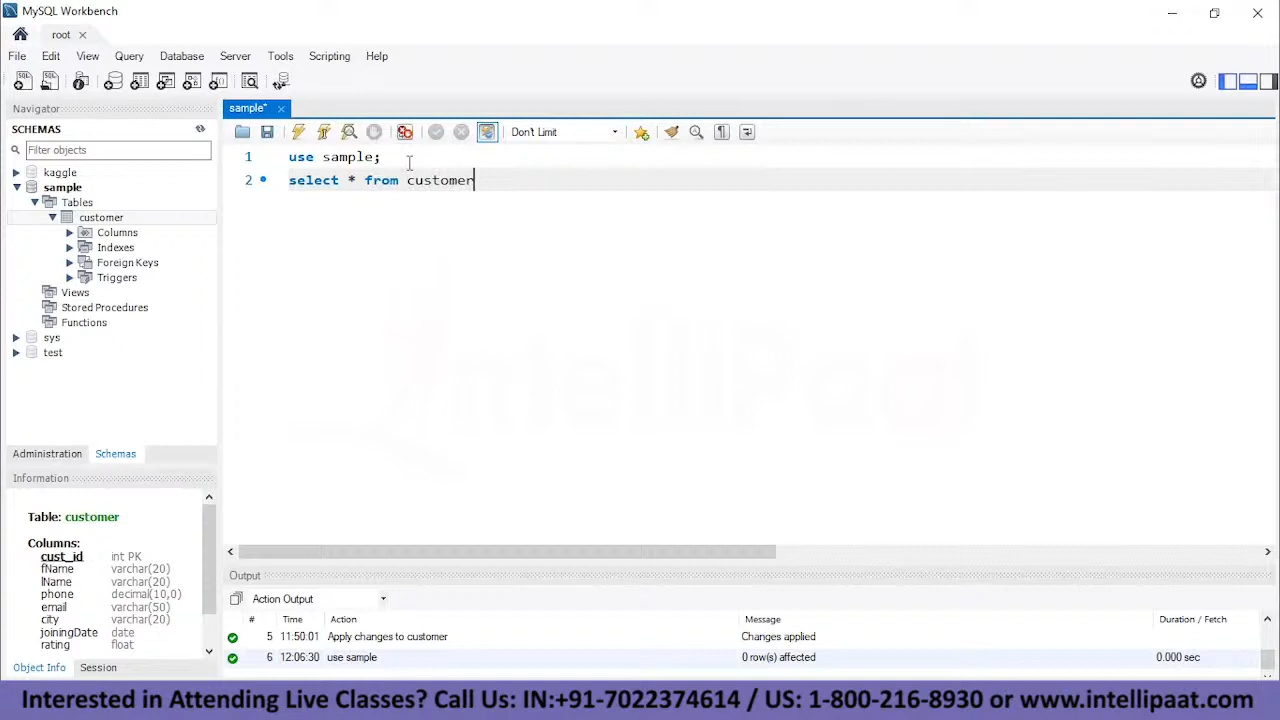 MySQL Workbench
root
File Edit View Query Database Server Tools Scripting Help
Navigator
sample*
SCHEMAS
Don't Limit
Filter objects
1 use sample;
2 select * from customer
kaggle
sample
Tables
customer
Columns
Indexes
Foreign Keys
Triggers
Views
Stored Procedures
Functions
sys
test
IntelliPaat
Administration Schemas
Information
Table: customer
Columns:
cust_id int PK
fName varchar(20)
lName varchar(20)
phone decimal(10,0)
email varchar(50)
city varchar(20)
joiningDate date
rating float
Object Info Session
Output
Action Output
# Time Action Message Duration / Fetch
5 11:50:01 Apply changes to customer Changes applied
6 12:06:30 use sample 0 row(s) affected 0.000 sec
Interested in Attending Live Classes? Call Us: IN:+91-7022374614 / US: 1-800-216-8930 or www.intellipaat.com